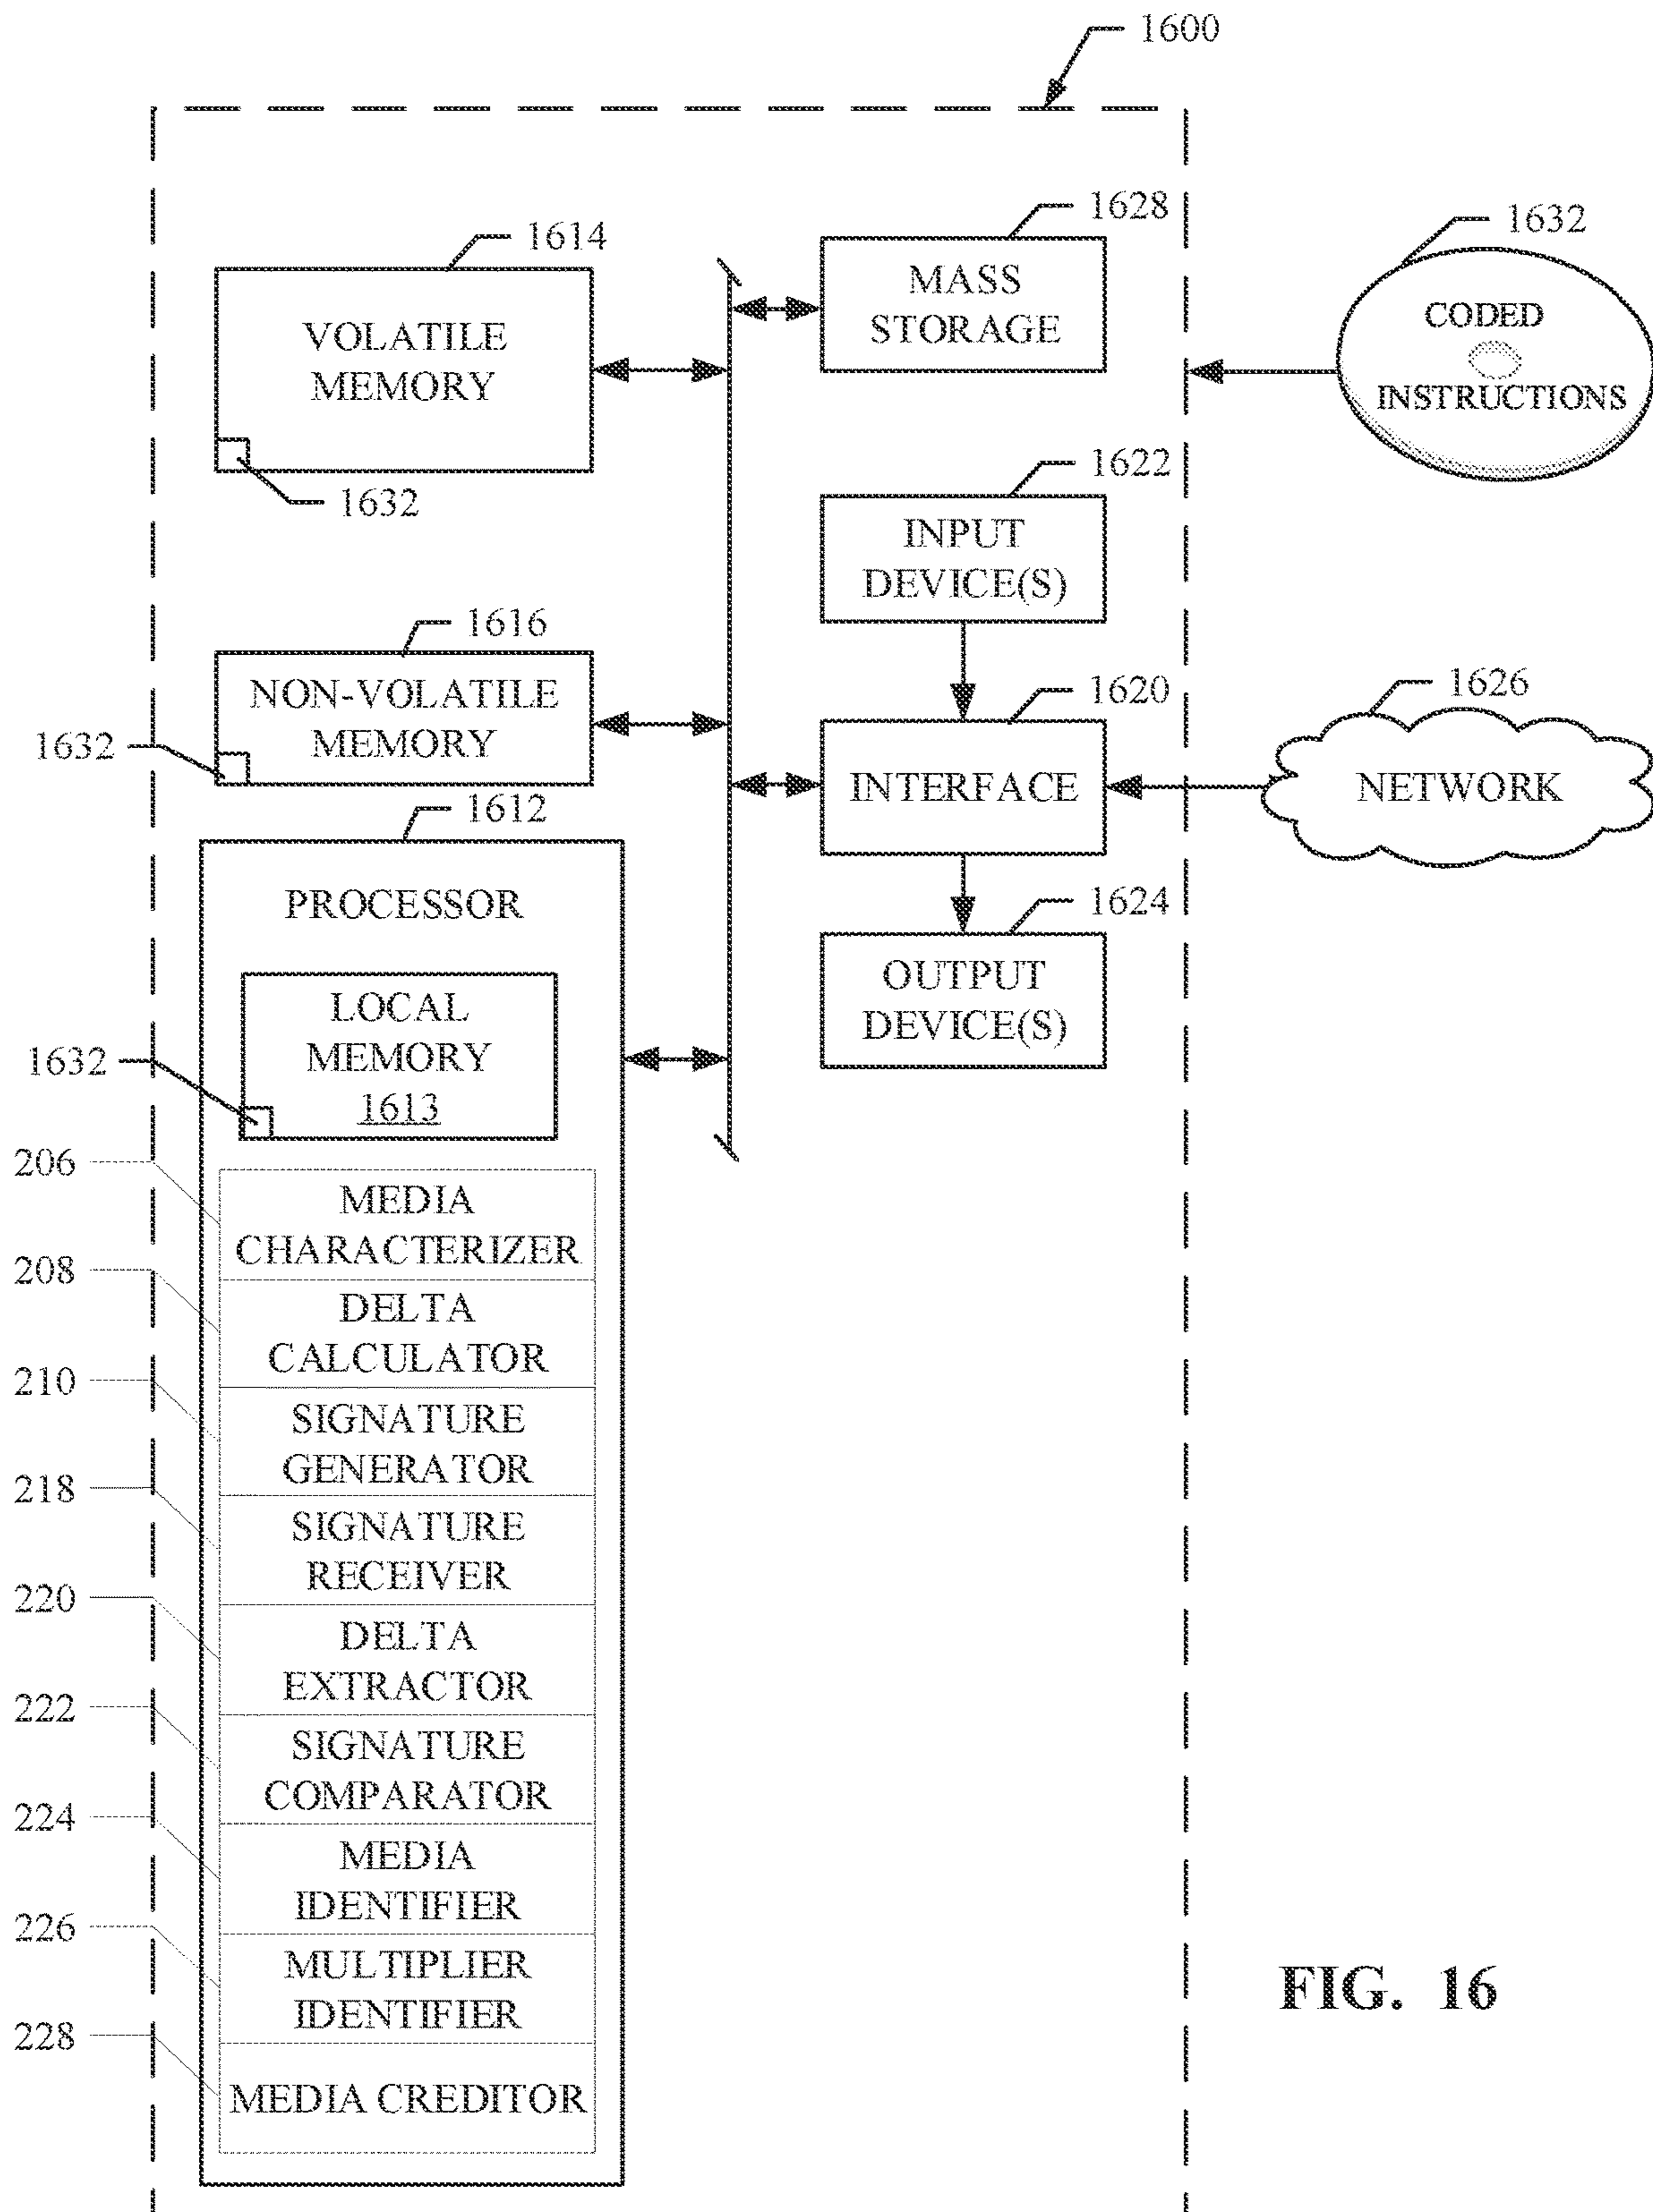 1600
1614
VOLATILE
MEMORY
1632
1628
MASS
STORAGE
1632
CODED
INSTRUCTIONS
1622
INPUT
DEVICE(S)
1616
NON-VOLATILE
MEMORY
1632
1620
INTERFACE
1626
NETWORK
1612
PROCESSOR
1624
OUTPUT
DEVICE(S)
LOCAL
MEMORY
1613
1632
206
MEDIA
CHARACTERIZER
208
DELTA
CALCULATOR
210
SIGNATURE
GENERATOR
218
SIGNATURE
RECEIVER
220
DELTA
EXTRACTOR
222
SIGNATURE
COMPARATOR
224
MEDIA
IDENTIFIER
226
MULTIPLIER
IDENTIFIER
228
MEDIA CREDITOR
FIG. 16